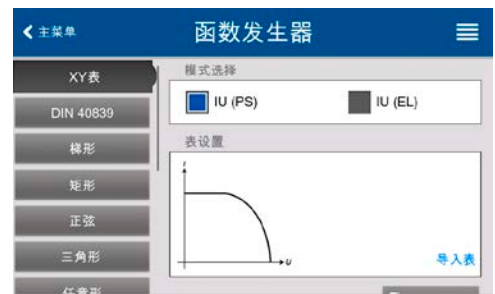 主菜单
函数发生器
XY表
DIN 40839
梯形
矩形
正弦
三角形
任意形
模式选择
IU (PS)
IU (EL)
表设置
I
U
导入表